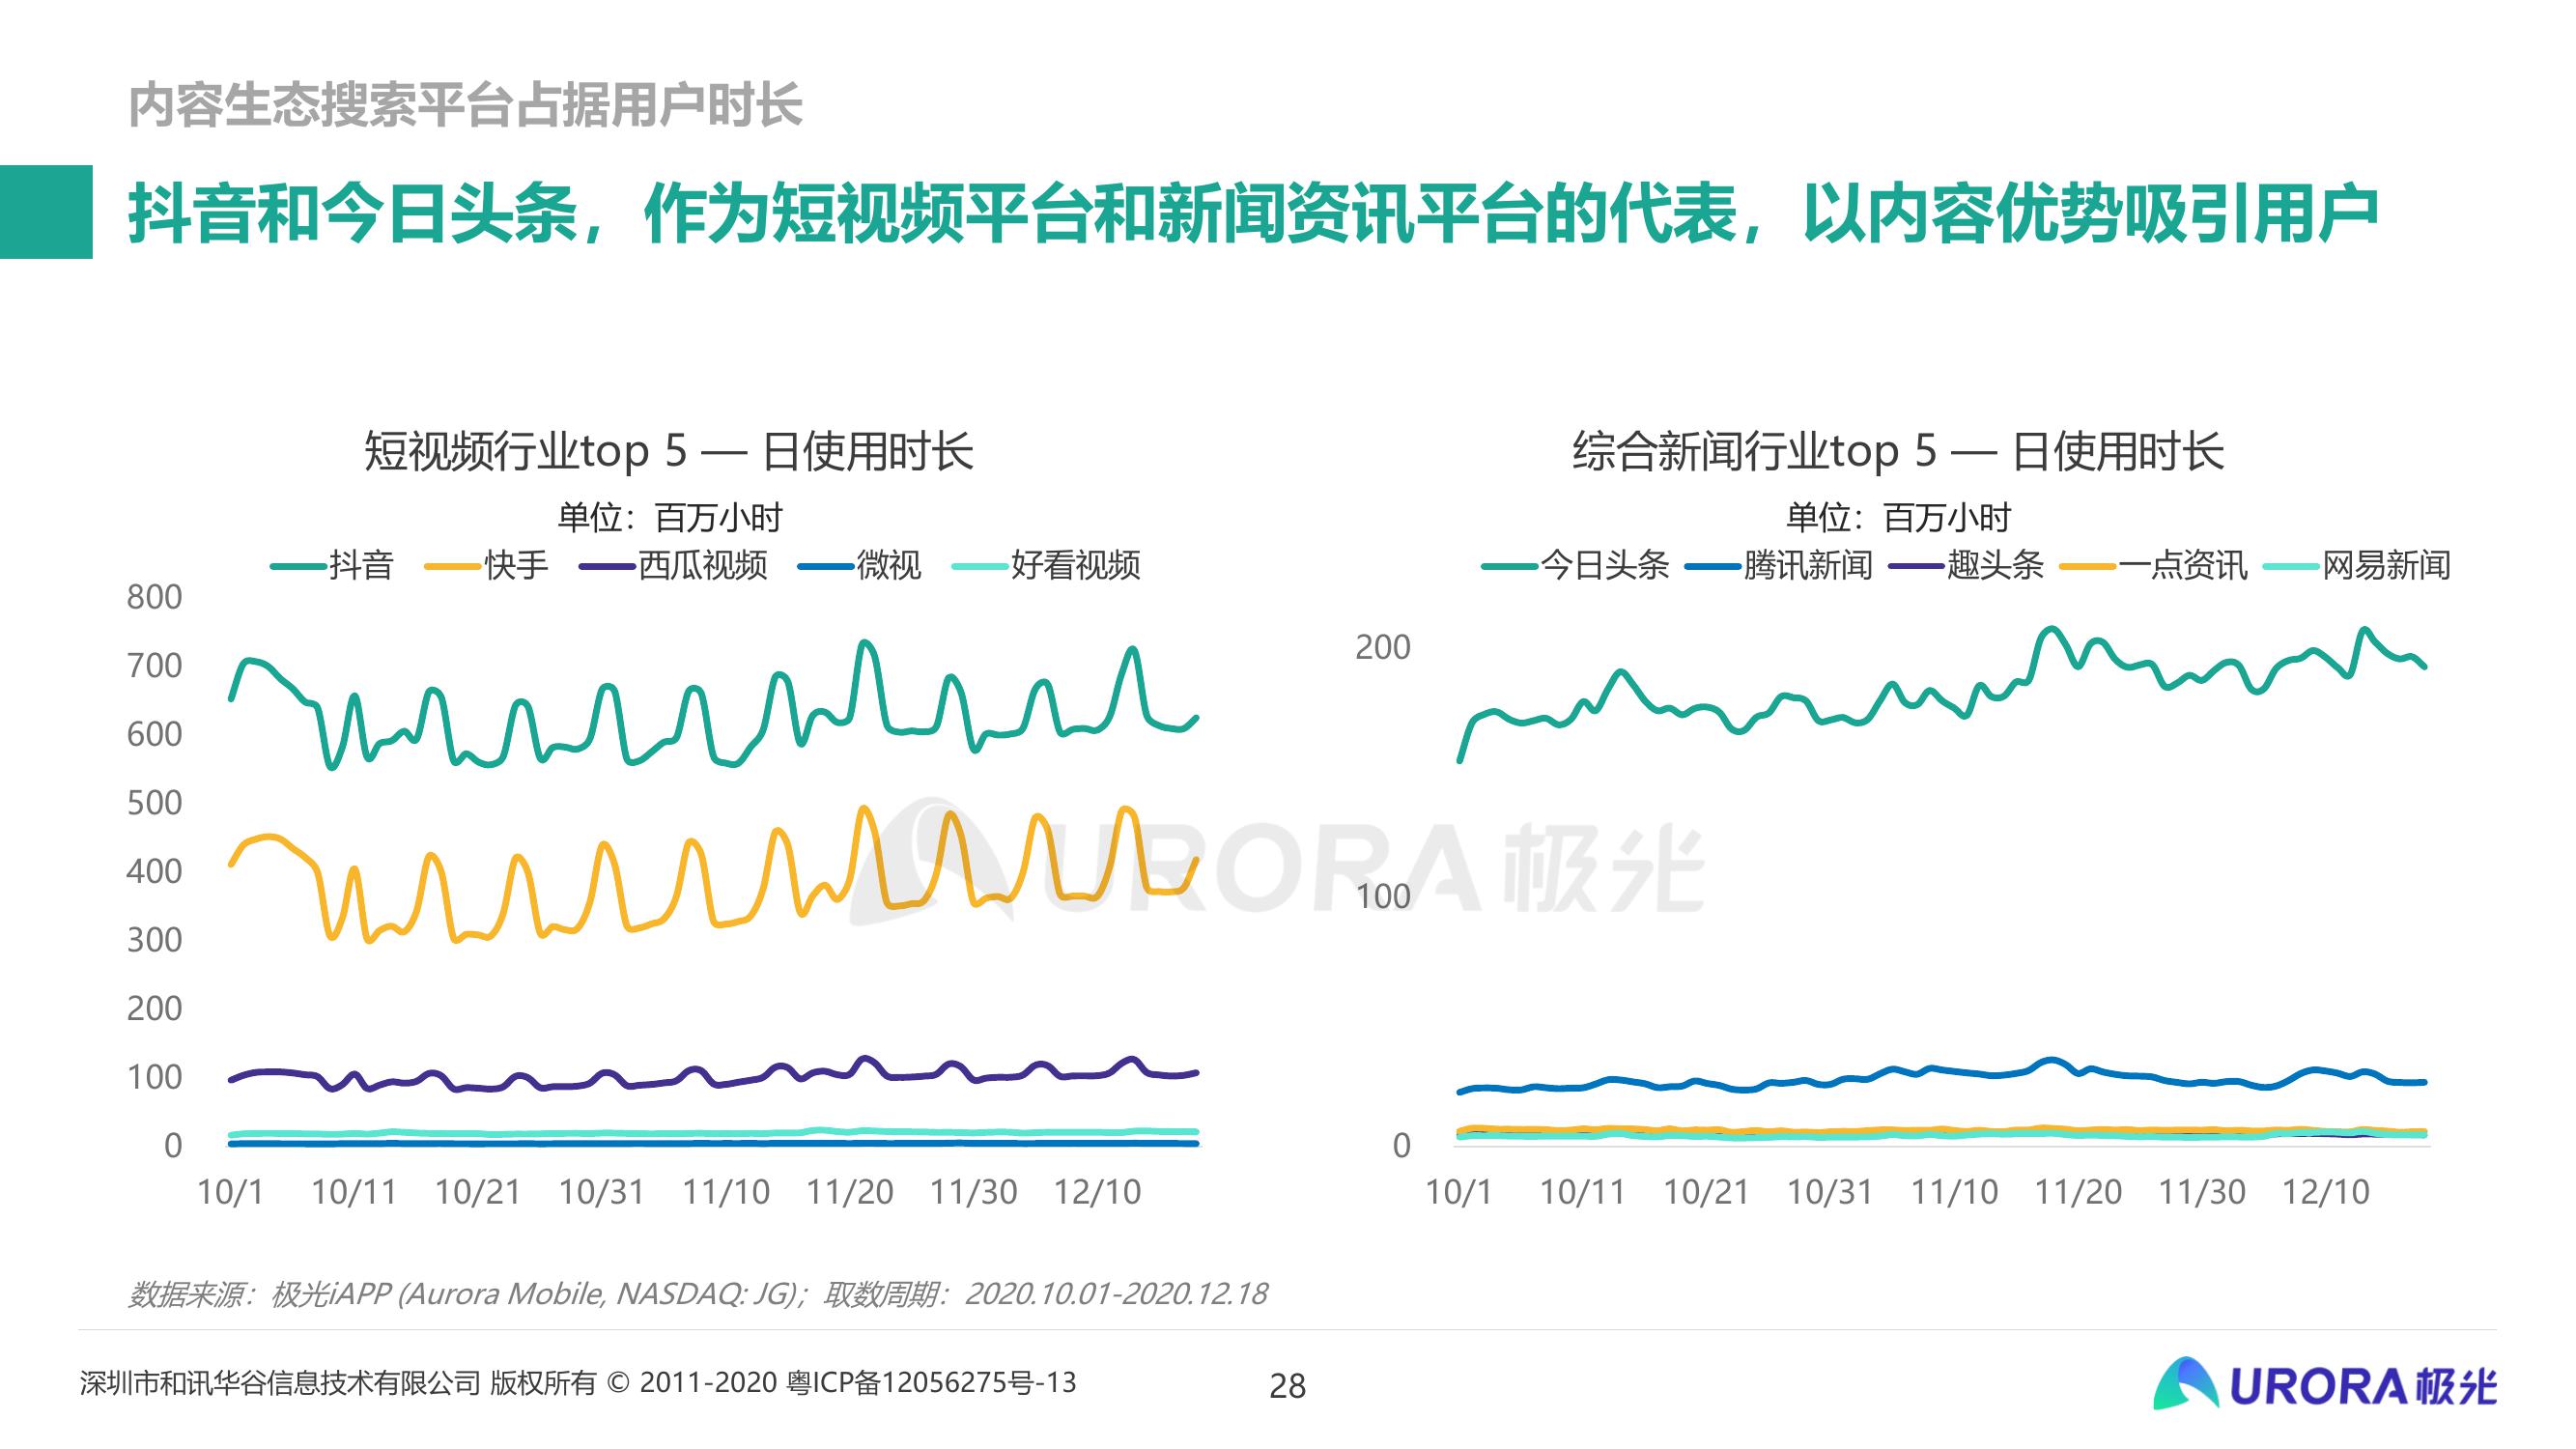 内容生态搜索平台占据用户时长
抖音和今日头条，作为短视频平台和新闻资讯平台的代表，以内容优势吸引用户
短视频行业top 5 — 日使用时长
单位：百万小时
抖音 快手 西瓜视频 微视 好看视频
800
700
600
500
400
300
200
100
0
10/1 10/11 10/21 10/31 11/10 11/20 11/30 12/10
综合新闻行业top 5 — 日使用时长
单位：百万小时
今日头条 腾讯新闻 趣头条 一点资讯 网易新闻
200
100
0
10/1 10/11 10/21 10/31 11/10 11/20 11/30 12/10
URORA 极光
数据来源：极光iAPP (Aurora Mobile, NASDAQ: JG)；取数周期：2020.10.01-2020.12.18
深圳市和讯华谷信息技术有限公司 版权所有 © 2011-2020 粤ICP备12056275号-13
28
URORA 极光